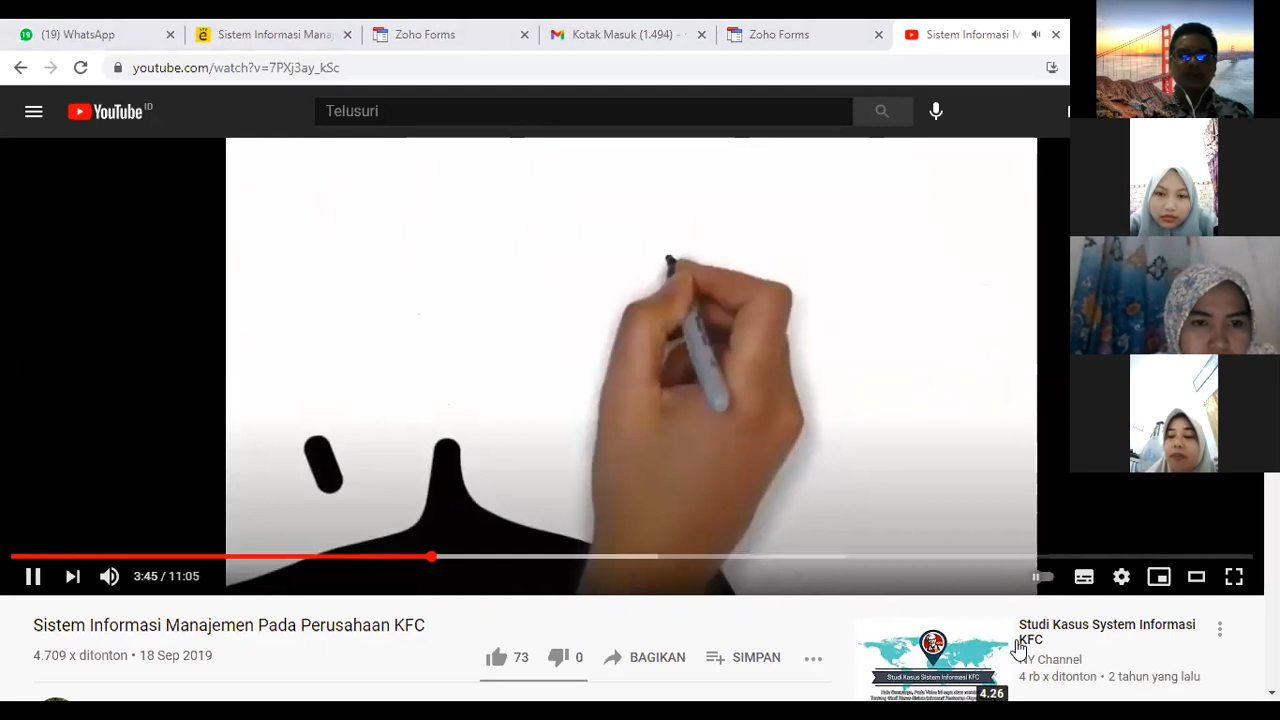 (19) WhatsApp
Sistem Informasi Mana
Zoho Forms
Kotak Masuk (1.494) -
Zoho Forms
Sistem Informasi M
youtube.com/watch?v=7PXj3ay_kSc
YouTube ID
Telusuri
3:45 / 11:05
Sistem Informasi Manajemen Pada Perusahaan KFC
4.709 x ditonton • 18 Sep 2019
73
0
BAGIKAN
SIMPAN
Studi Kasus Sistem Informasi KFC
4.26
Studi Kasus System Informasi
KFC
NY Channel
4 rb x ditonton • 2 tahun yang lalu